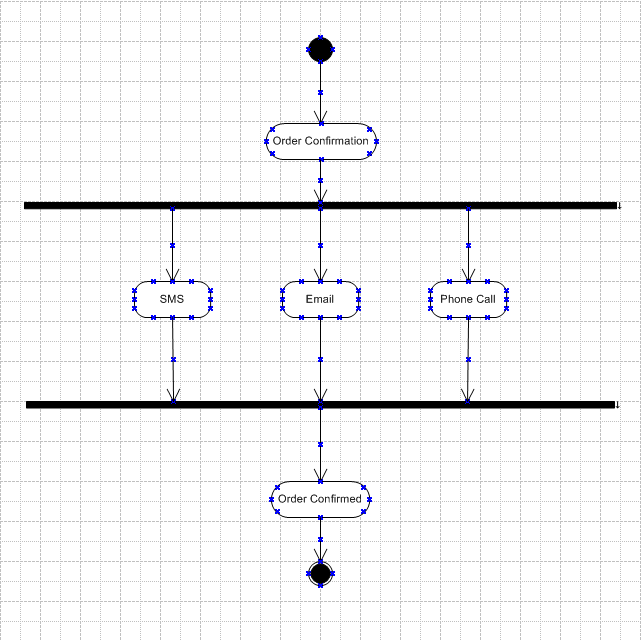 Order Confirmation
SMS
Email
Phone Call
Order Confirmed